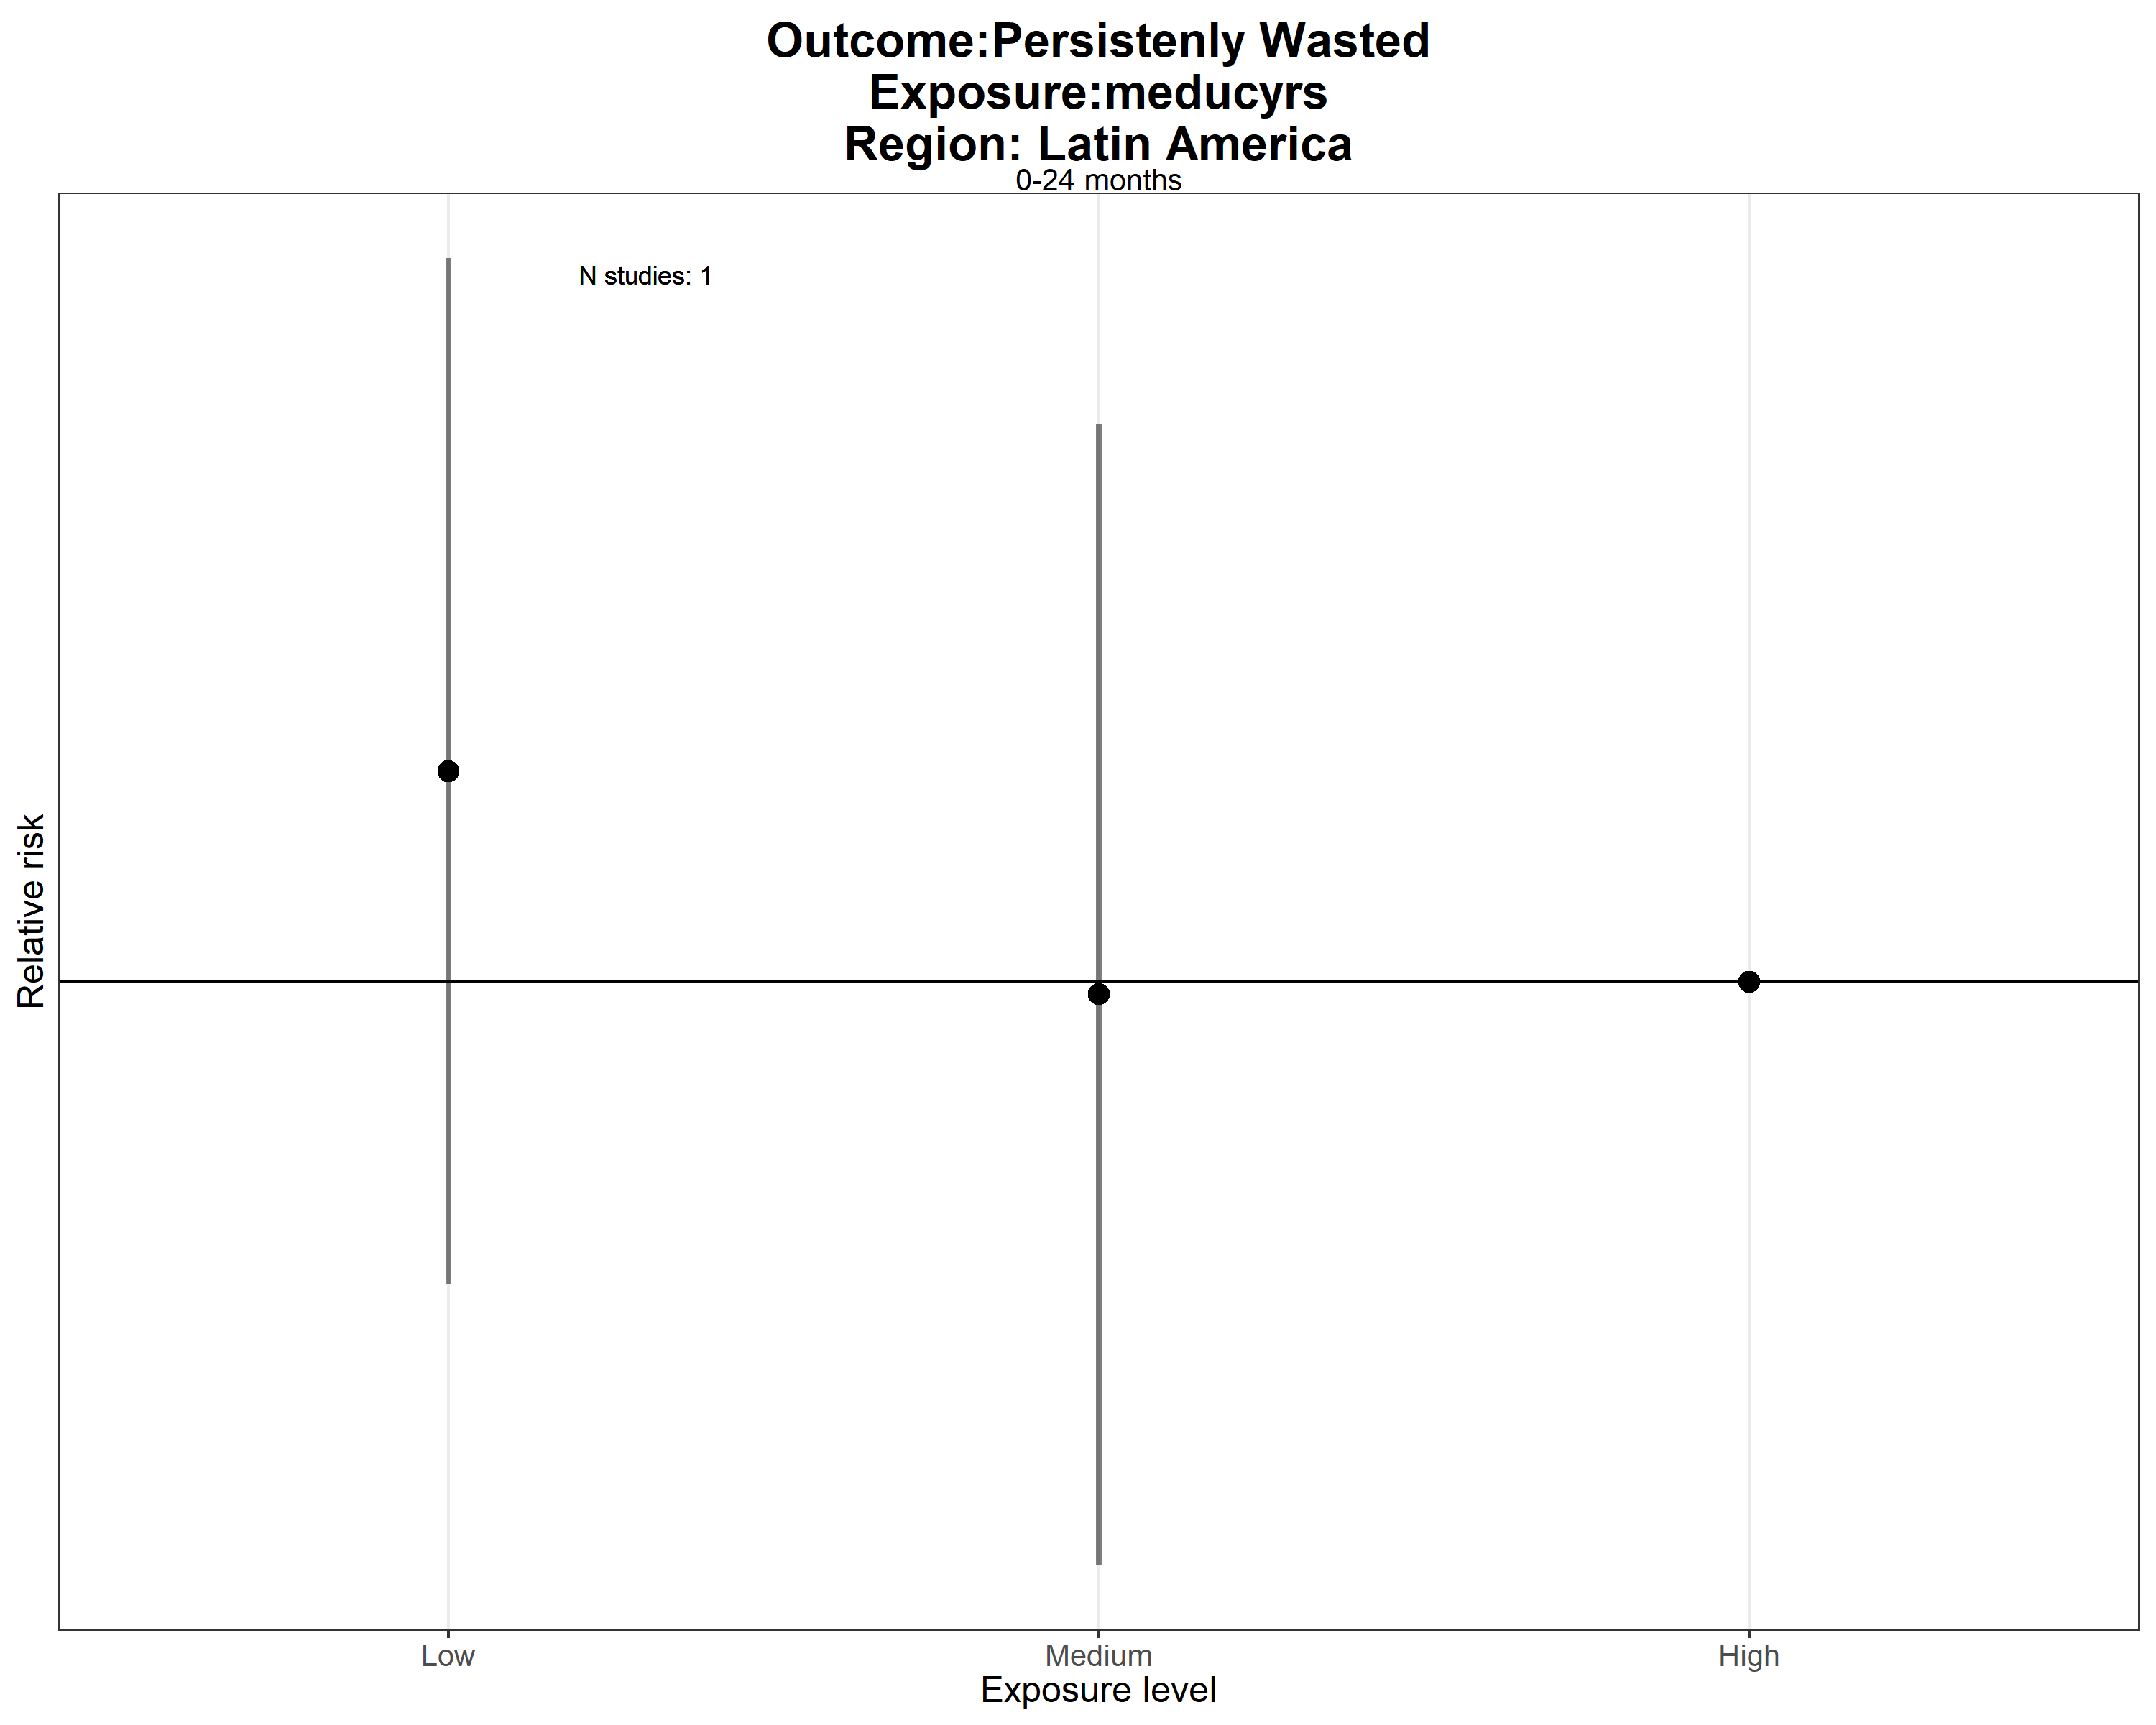 Outcome:Persistenly Wasted
Exposure:meducyrs
Region: Latin America
0-24 months
N studies: 1
Relative risk
Low
Medium
High
Exposure level